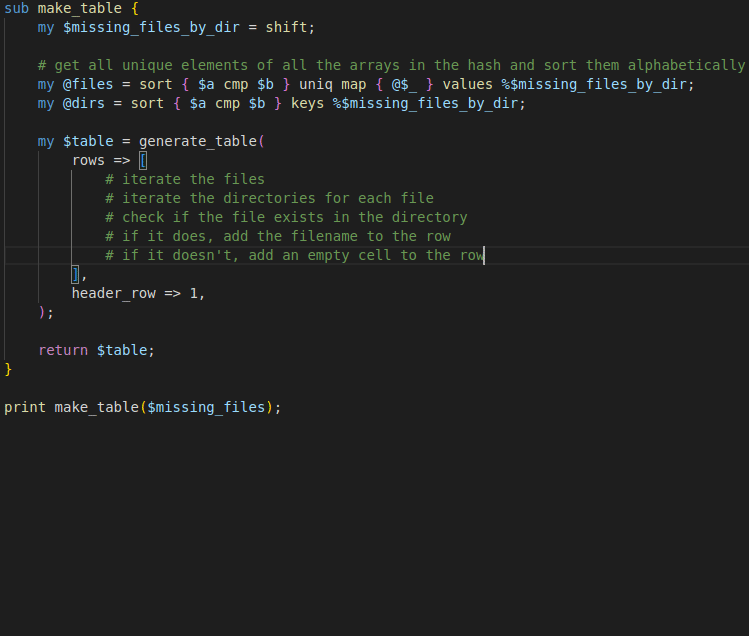 sub make_table {
    my $missing_files_by_dir = shift;

    # get all unique elements of all the arrays in the hash and sort them alphabetically
    my @files = sort { $a cmp $b } uniq map { @$_ } values %$missing_files_by_dir;
    my @dirs = sort { $a cmp $b } keys %$missing_files_by_dir;

    my $table = generate_table(
        rows => [
            # iterate the files
            # iterate the directories for each file
            # check if the file exists in the directory
            # if it does, add the filename to the row
            # if it doesn't, add an empty cell to the row
        ],
        header_row => 1,
    );

    return $table;
}

print make_table($missing_files);